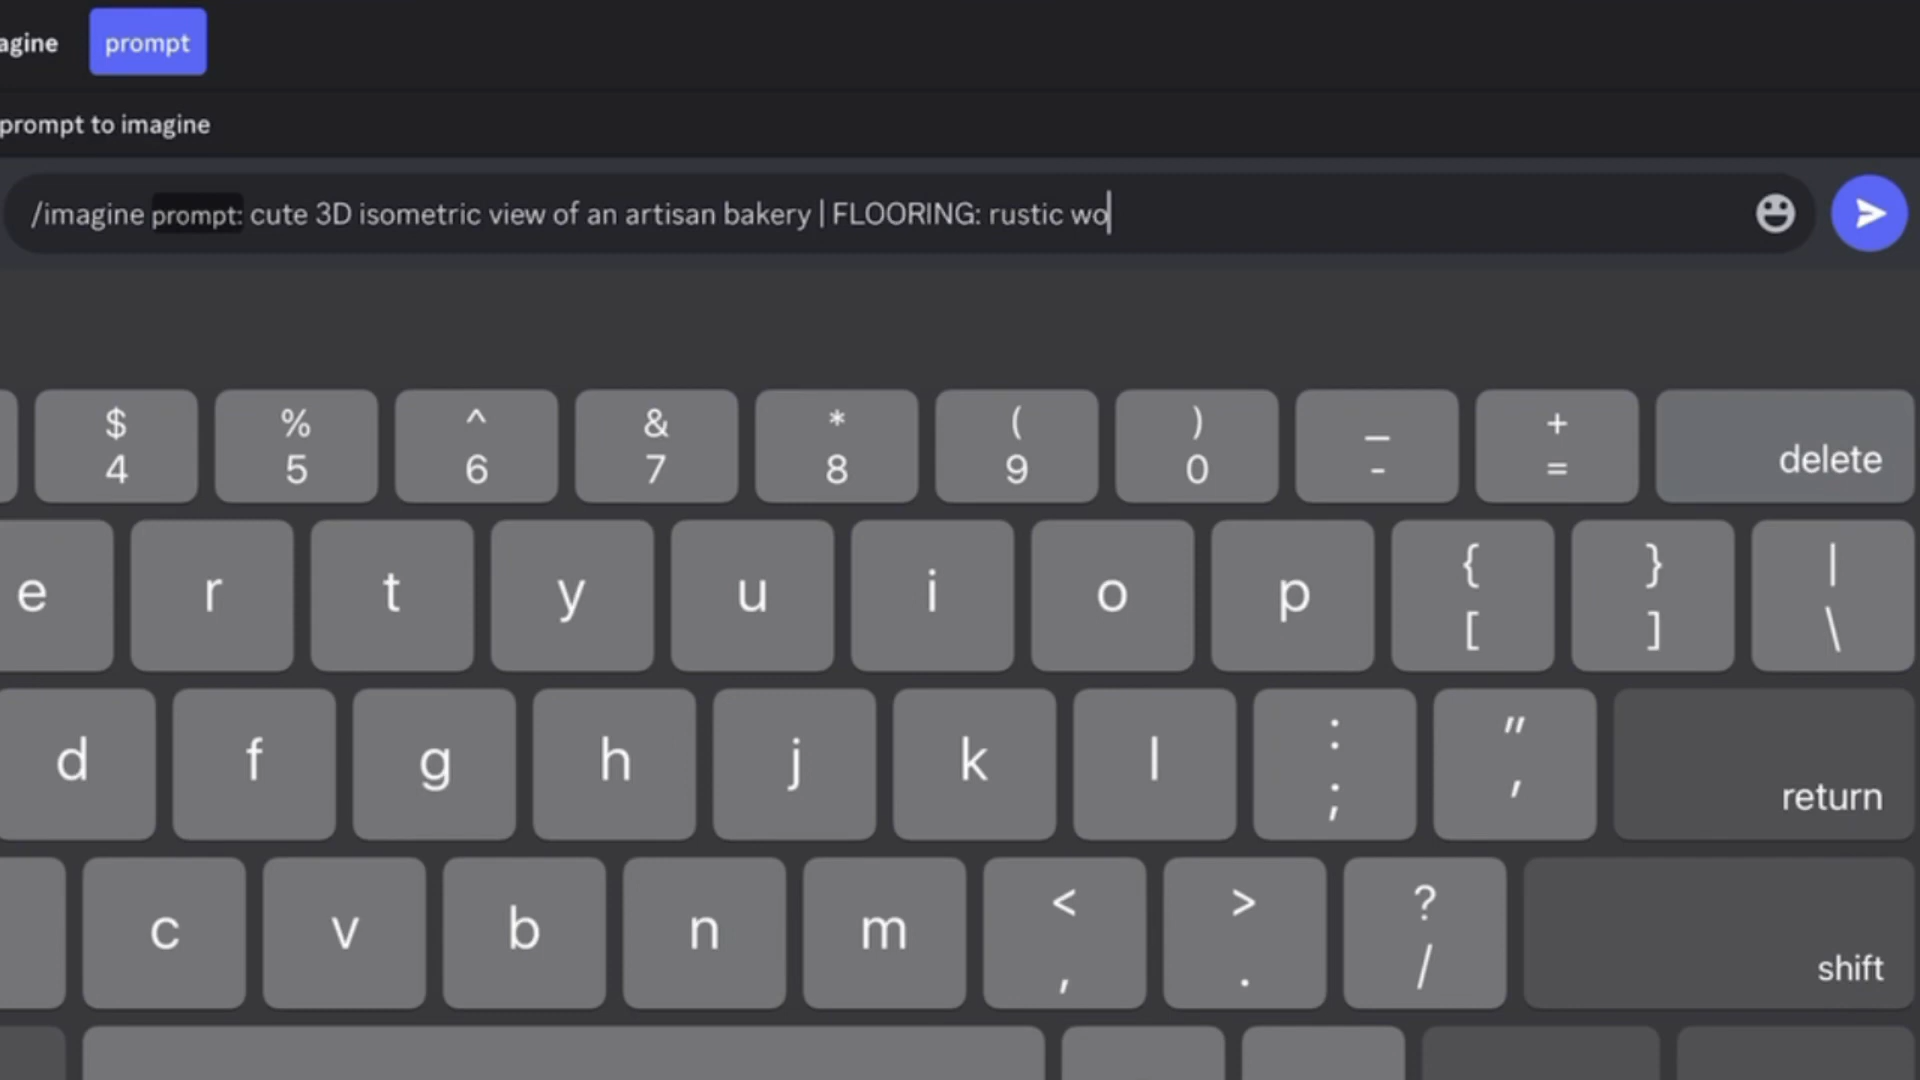 agine prompt
prompt to imagine
/imagine prompt: cute 3D isometric view of an artisan bakery | FLOORING: rustic wo
$ % ^ & * ( ) _ +
4 5 6 7 8 9 0 - = delete
{ } |
e r t y u i o p [ ] \
: "
d f g h j k l ; ' return
< > ?
c v b n m , . / shift